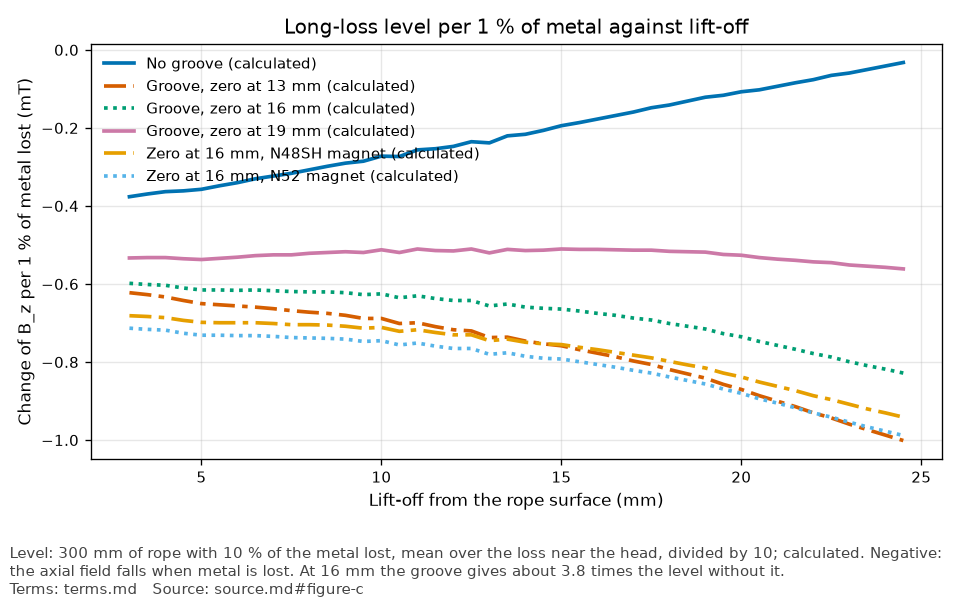 Long-loss level per 1 % of metal against lift-off
Change of B_z per 1 % of metal lost (mT)
0.0
−0.2
−0.4
−0.6
−0.8
−1.0
No groove (calculated)
Groove, zero at 13 mm (calculated)
Groove, zero at 16 mm (calculated)
Groove, zero at 19 mm (calculated)
Zero at 16 mm, N48SH magnet (calculated)
Zero at 16 mm, N52 magnet (calculated)
5
10
15
20
25
Lift-off from the rope surface (mm)
Level: 300 mm of rope with 10 % of the metal lost, mean over the loss near the head, divided by 10; calculated. Negative:
the axial field falls when metal is lost. At 16 mm the groove gives about 3.8 times the level without it.
Terms: terms.md Source: source.md#figure-c